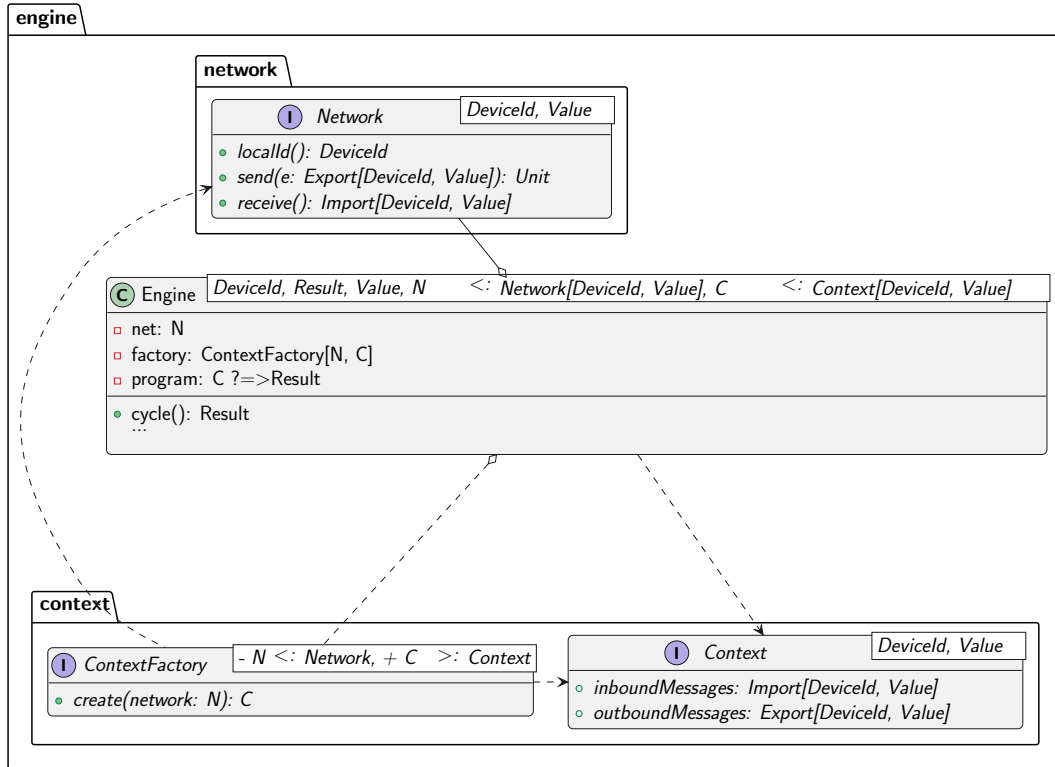 engine
network
I Network
DeviceId, Value
localId(): DeviceId
send(e: Export[DeviceId, Value]): Unit
receive(): Import[DeviceId, Value]
C Engine
DeviceId, Result, Value, N <: Network[DeviceId, Value], C <: Context[DeviceId, Value]
net: N
factory: ContextFactory[N, C]
program: C ?=>Result
cycle(): Result
...
context
I ContextFactory
- N <: Network, + C >: Context
create(network: N): C
I Context
DeviceId, Value
inboundMessages: Import[DeviceId, Value]
outboundMessages: Export[DeviceId, Value]